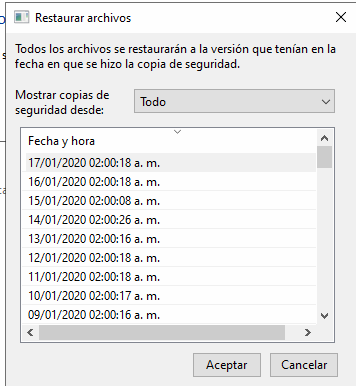 Restaurar archivos
Todos los archivos se restaurarán a la versión que tenían en la
fecha en que se hizo la copia de seguridad.
Mostrar copias de
seguridad desde:
Todo
Fecha y hora
17/01/2020 02:00:18 a. m.
16/01/2020 02:00:18 a. m.
15/01/2020 02:00:08 a. m.
14/01/2020 02:00:26 a. m.
13/01/2020 02:00:16 a. m.
12/01/2020 02:00:18 a. m.
11/01/2020 02:00:18 a. m.
10/01/2020 02:00:17 a. m.
09/01/2020 02:00:16 a. m.
Aceptar
Cancelar